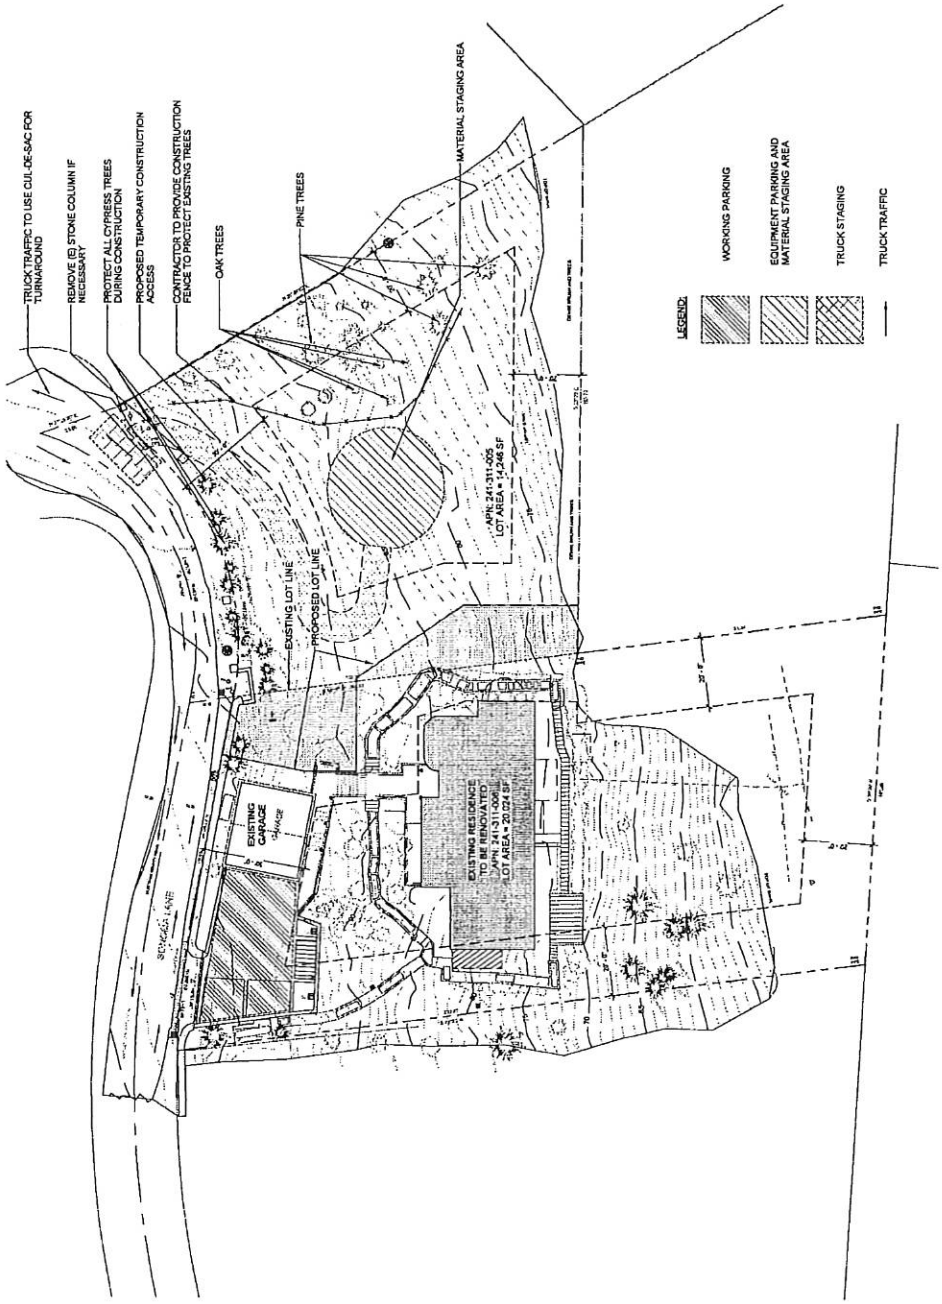 TRUCK TRAFFIC TO USE CUL-DE-SAC FOR
TURNAROUND
REMOVE (E) STONE COLUMN IF
NECESSARY
PROTECT ALL CYPRESS TREES
DURING CONSTRUCTION
PROPOSED TEMPORARY CONSTRUCTION
ACCESS
CONTRACTOR TO PROVIDE CONSTRUCTION
FENCE TO PROTECT EXISTING TREES
OAK TREES
PINE TREES
MATERIAL STAGING AREA
EXISTING LOT LINE
PROPOSED LOT LINE
APN: 241-311-005
LOT AREA = 14,246 SF
EXISTING
GARAGE
GARAGE
EXISTING RESIDENCE
TO BE RENOVATED
APN: 241-311-006
LOT AREA = 20,024 SF
LEGEND:
WORKING PARKING
EQUIPMENT PARKING AND
MATERIAL STAGING AREA
TRUCK STAGING
TRUCK TRAFFIC